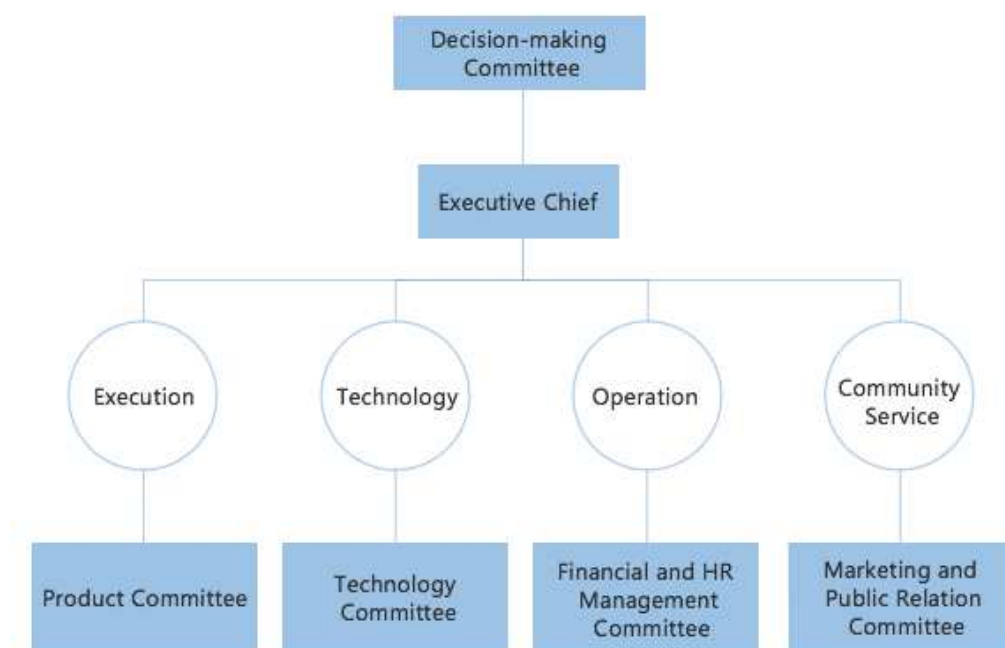 Decision-making
Committee
Executive Chief
Execution
Technology
Operation
Community
Service
Product Committee
Technology
Committee
Financial and HR
Management
Committee
Marketing and
Public Relation
Committee